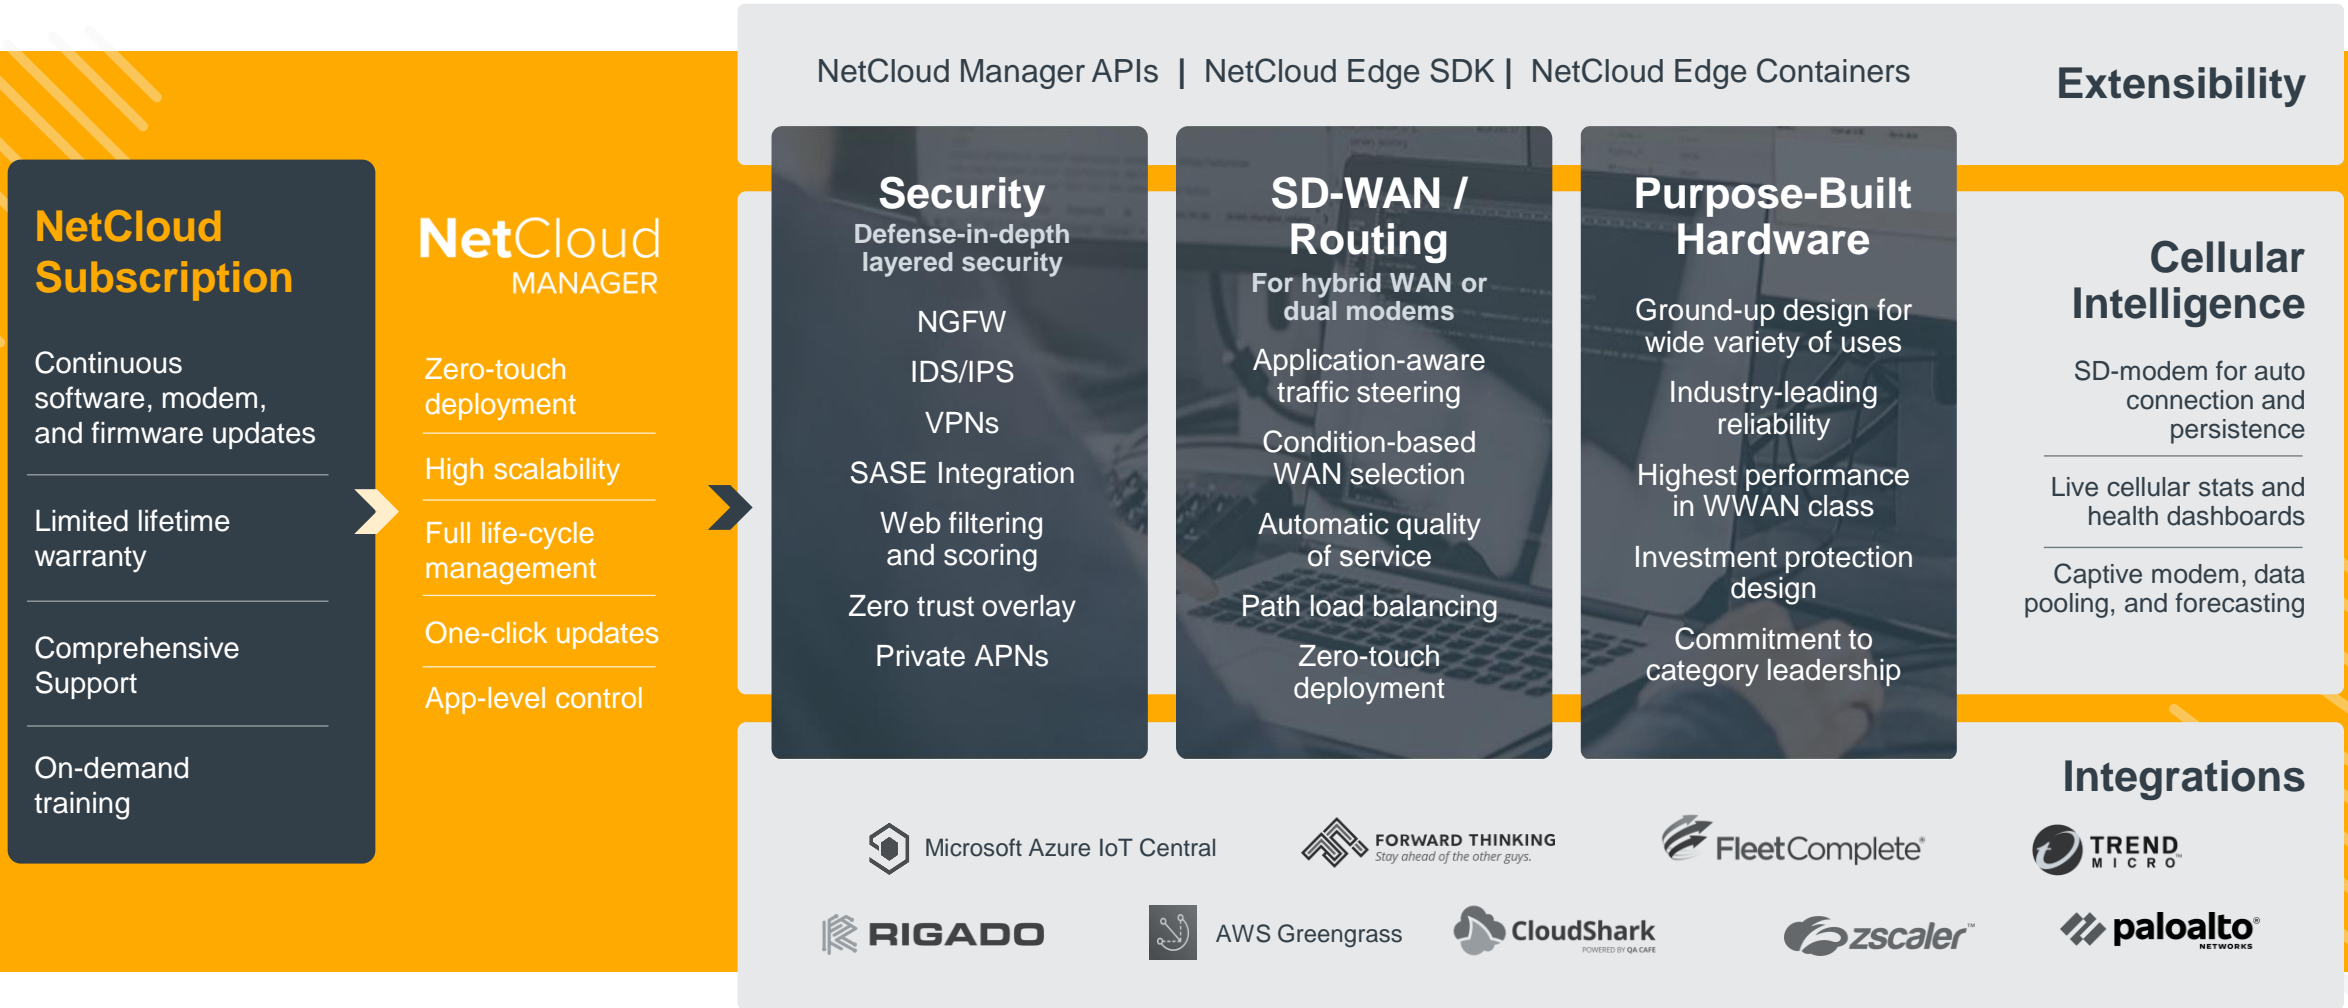 NetCloud Manager APIs | NetCloud Edge SDK | NetCloud Edge Containers
Extensibility
NetCloud
Subscription
Continuous
software, modem,
and firmware updates
Limited lifetime
warranty
Comprehensive
Support
On-demand
training
NetCloud
MANAGER
Zero-touch
deployment
High scalability
Full life-cycle
management
One-click updates
App-level control
Security
Defense-in-depth
layered security
NGFW
IDS/IPS
VPNs
SASE Integration
Web filtering
and scoring
Zero trust overlay
Private APNs
SD-WAN /
Routing
For hybrid WAN or
dual modems
Application-aware
traffic steering
Condition-based
WAN selection
Automatic quality
of service
Path load balancing
Zero-touch
deployment
Purpose-Built
Hardware
Ground-up design for
wide variety of uses
Industry-leading
reliability
Highest performance
in WWAN class
Investment protection
design
Commitment to
category leadership
Cellular
Intelligence
SD-modem for auto
connection and
persistence
Live cellular stats and
health dashboards
Captive modem, data
pooling, and forecasting
Integrations
Microsoft Azure IoT Central
FORWARD THINKING
Stay ahead of the other guys.
FleetComplete®
TREND
MICRO™
RIGADO
AWS Greengrass
CloudShark
POWERED BY QA CAFE
zscaler™
paloalto®
NETWORKS